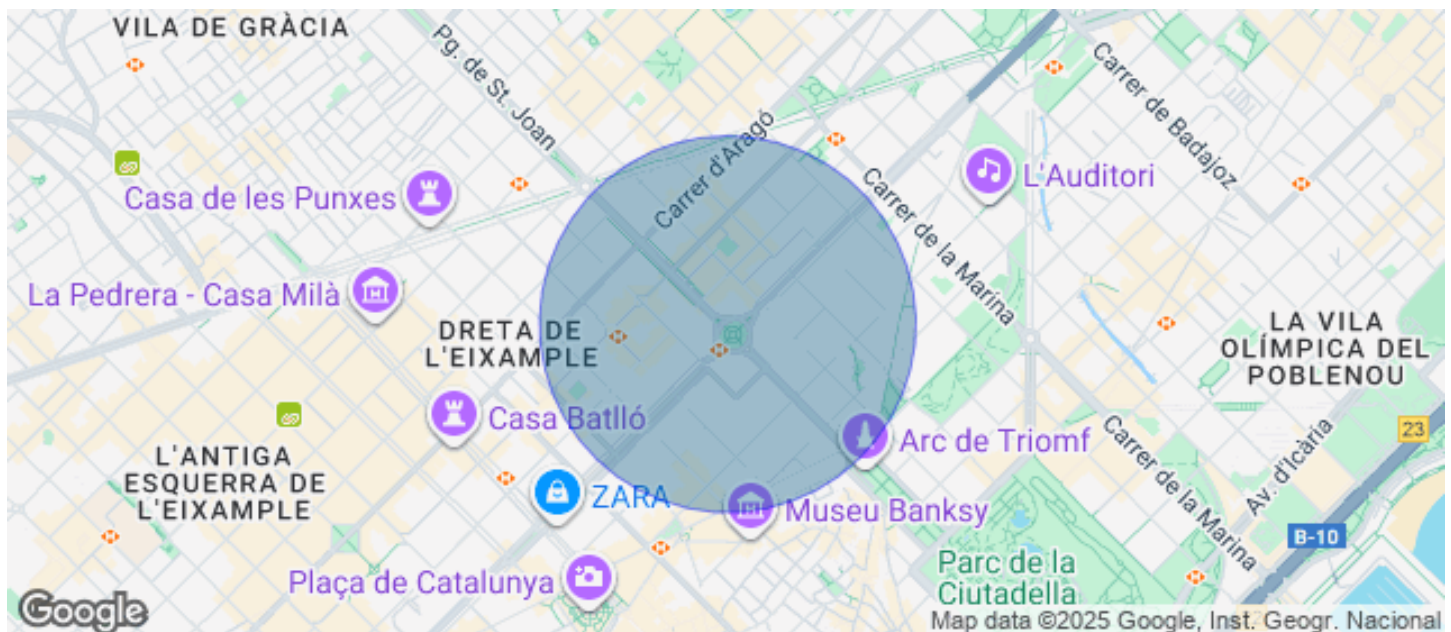 VILA DE GRÀCIA
Pg. de St. Joan
Carrer d'Aragó
Carrer de Badajoz
Casa de les Punxes
L'Auditori
Carrer de la Marina
La Pedrera - Casa Milà
DRETA DE
L'EIXAMPLE
LA VILA
OLÍMPICA DEL
POBLENOU
Casa Batlló
Arc de Triomf
23
L'ANTIGA
ESQUERRA DE
L'EIXAMPLE
Av. d'Icària
Carrer de la Marina
ZARA
Museu Banksy
B-10
Plaça de Catalunya
Parc de la
Ciutadella
Google
Map data ©2025 Google, Inst. Geogr. Nacional